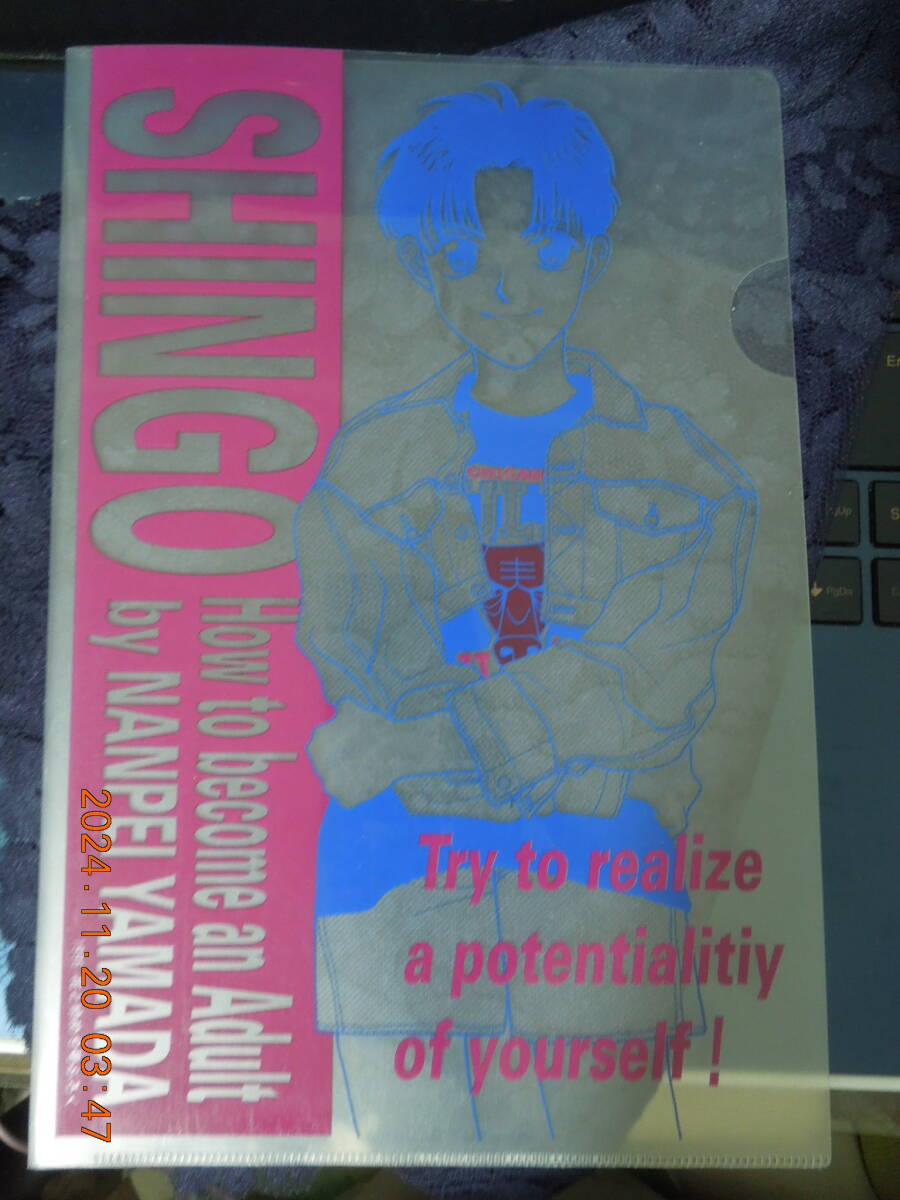 SHINGO
How to become an Adult
by NANPEI YAMADA
Try to realize
a potentialitiy
of yourself !
2024.11.20 03:47
PgDn